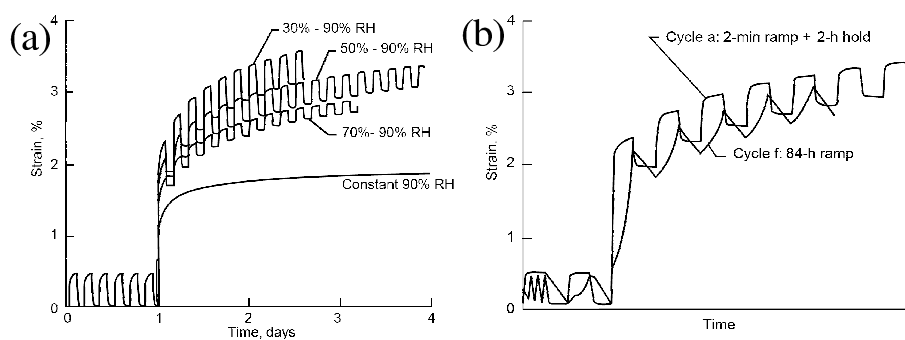 (a)
4
3
2
1
0
Strain, %
30% - 90% RH
50% - 90% RH
70%- 90% RH
Constant 90% RH
0
1
2
3
4
Time, days
(b)
4
3
2
1
0
Strain, %
Cycle a: 2-min ramp + 2-h hold
Cycle f: 84-h ramp
Time